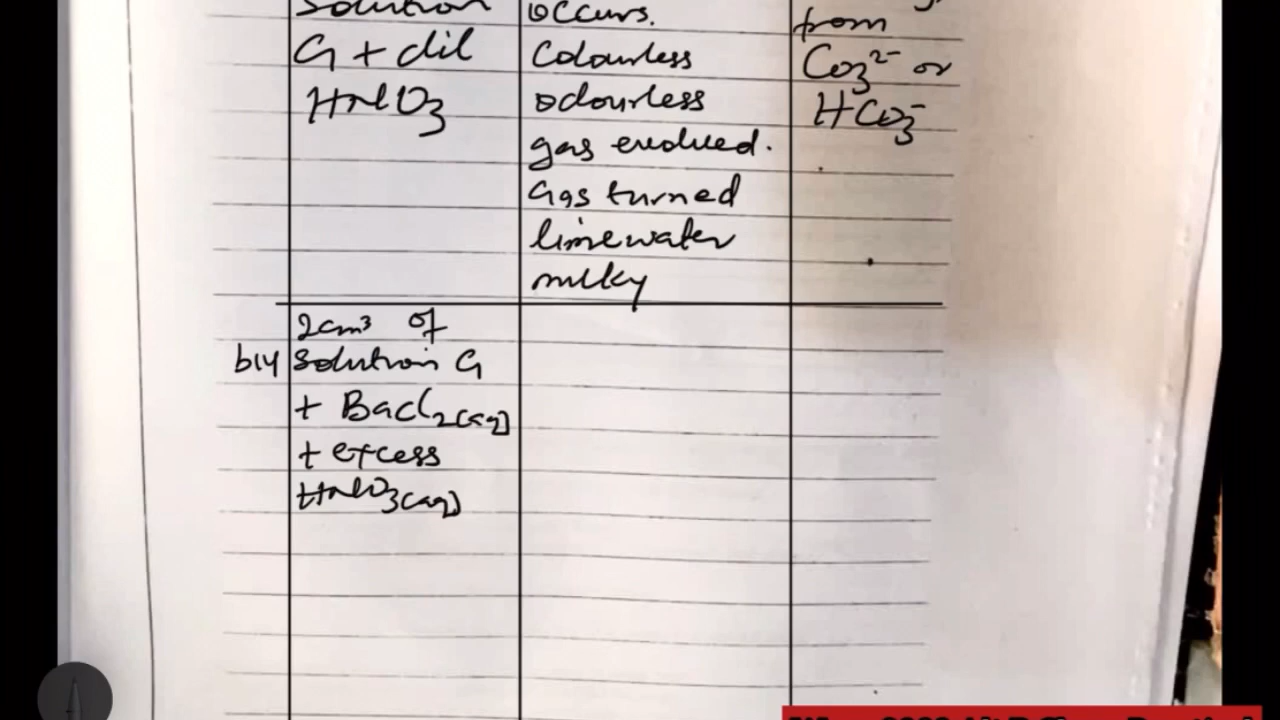 Solution
G + dil
HNO3
occurs.
Colourless
odourless
gas evolved.
Gas turned
limewater
milky
from
CO3²⁻ or
HCO3⁻
2cm³ of
solution G
+ BaCl2(aq)
+ excess
HNO3(aq)